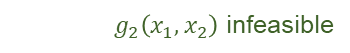 g₂(x₁, x₂) infeasible